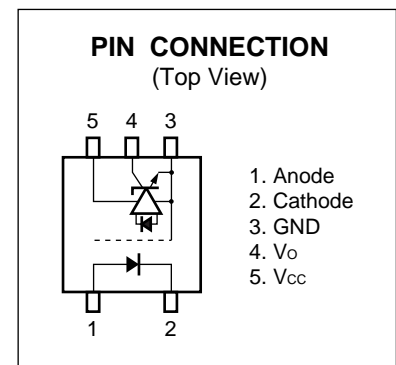 PIN CONNECTION
(Top View)
5 4 3
1. Anode
2. Cathode
3. GND
4. Vo
5. Vcc
1 2